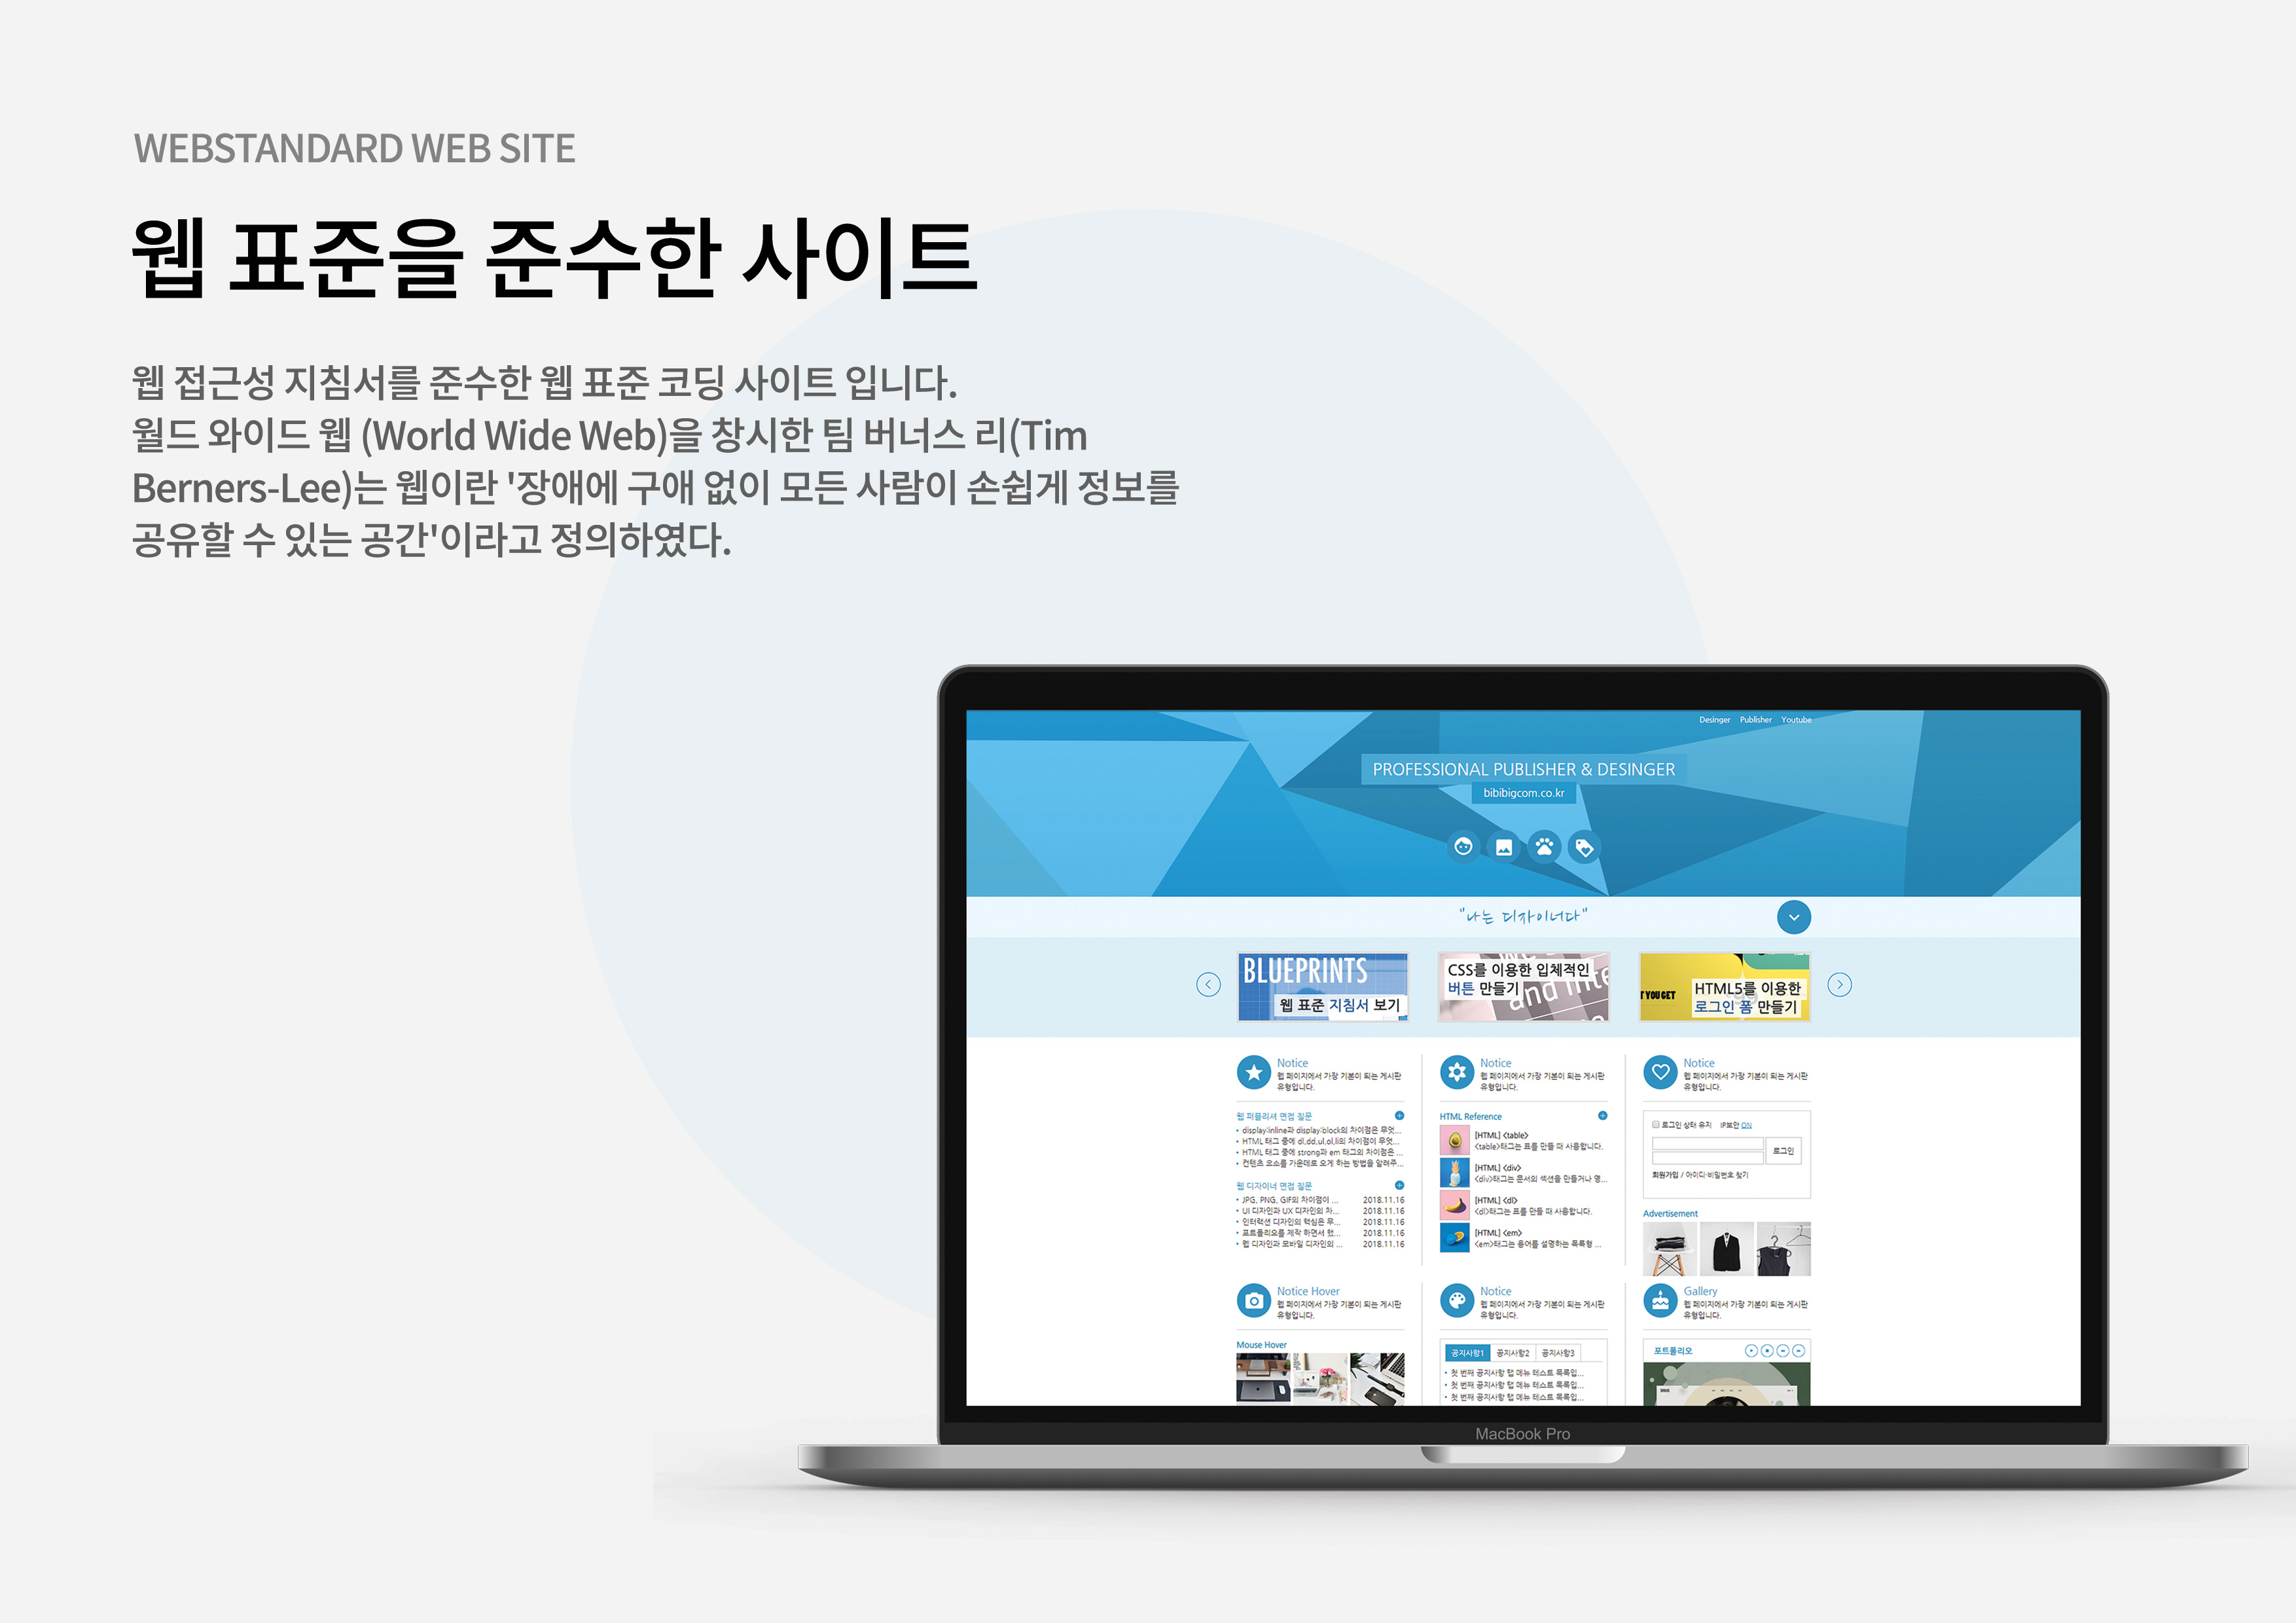 WEBSTANDARD WEB SITE
웹 표준을 준수한 사이트
웹 접근성 지침서를 준수한 웹 표준 코딩 사이트 입니다.
월드 와이드 웹 (World Wide Web)을 창시한 팀 버너스 리(Tim
Berners-Lee)는 웹이란 '장애에 구애 없이 모든 사람이 손쉽게 정보를
공유할 수 있는 공간'이라고 정의하였다.
Desinger Publisher Youtube
PROFESSIONAL PUBLISHER & DESINGER
bibibigcom.co.kr
"나는 디자이너다"
BLUEPRINTS
웹 표준 지침서 보기
CSS를 이용한 입체적인
버튼 만들기
and inte
T YOU GET
HTML5를 이용한
로그인 폼 만들기
Notice
웹 페이지에서 가장 기본이 되는 게시판
유형입니다.
웹 퍼블리셔 면접 질문
display:inline과 display:block의 차이점은 무엇...
HTML 태그 중에 dl,dd,ul,ol,li의 차이점이 무엇...
HTML 태그 중에 strong과 em 태그의 차이점은 ...
컨텐츠 요소를 가운데로 오게 하는 방법을 알려주...
웹 디자이너 면접 질문
JPG, PNG, GIF의 차이점이 ... 2018.11.16
UI 디자인과 UX 디자인의 차... 2018.11.16
인터랙션 디자인의 핵심은 무... 2018.11.16
포트폴리오를 제작 하면서 했... 2018.11.16
웹 디자인과 모바일 디자인의 ... 2018.11.16
Notice
웹 페이지에서 가장 기본이 되는 게시판
유형입니다.
HTML Reference
[HTML] <table>
<table>태그는 표를 만들 때 사용합니다.
[HTML] <div>
<div>태그는 문서의 섹션을 만들거나 명...
[HTML] <dl>
<dl>태그는 표를 만들 때 사용합니다.
[HTML] <em>
<em>태그는 용어를 설명하는 목록형 ...
Notice
웹 페이지에서 가장 기본이 되는 게시판
유형입니다.
로그인 상태 유지 IP보안 ON
로그인
회원가입 / 아이디·비밀번호 찾기
Advertisement
Notice Hover
웹 페이지에서 가장 기본이 되는 게시판
유형입니다.
Mouse Hover
Notice
웹 페이지에서 가장 기본이 되는 게시판
유형입니다.
공지사항1 공지사항2 공지사항3
첫 번째 공지사항 탭 메뉴 테스트 목록입...
첫 번째 공지사항 탭 메뉴 테스트 목록입...
첫 번째 공지사항 탭 메뉴 테스트 목록입...
Gallery
웹 페이지에서 가장 기본이 되는 게시판
유형입니다.
포트폴리오
MacBook Pro